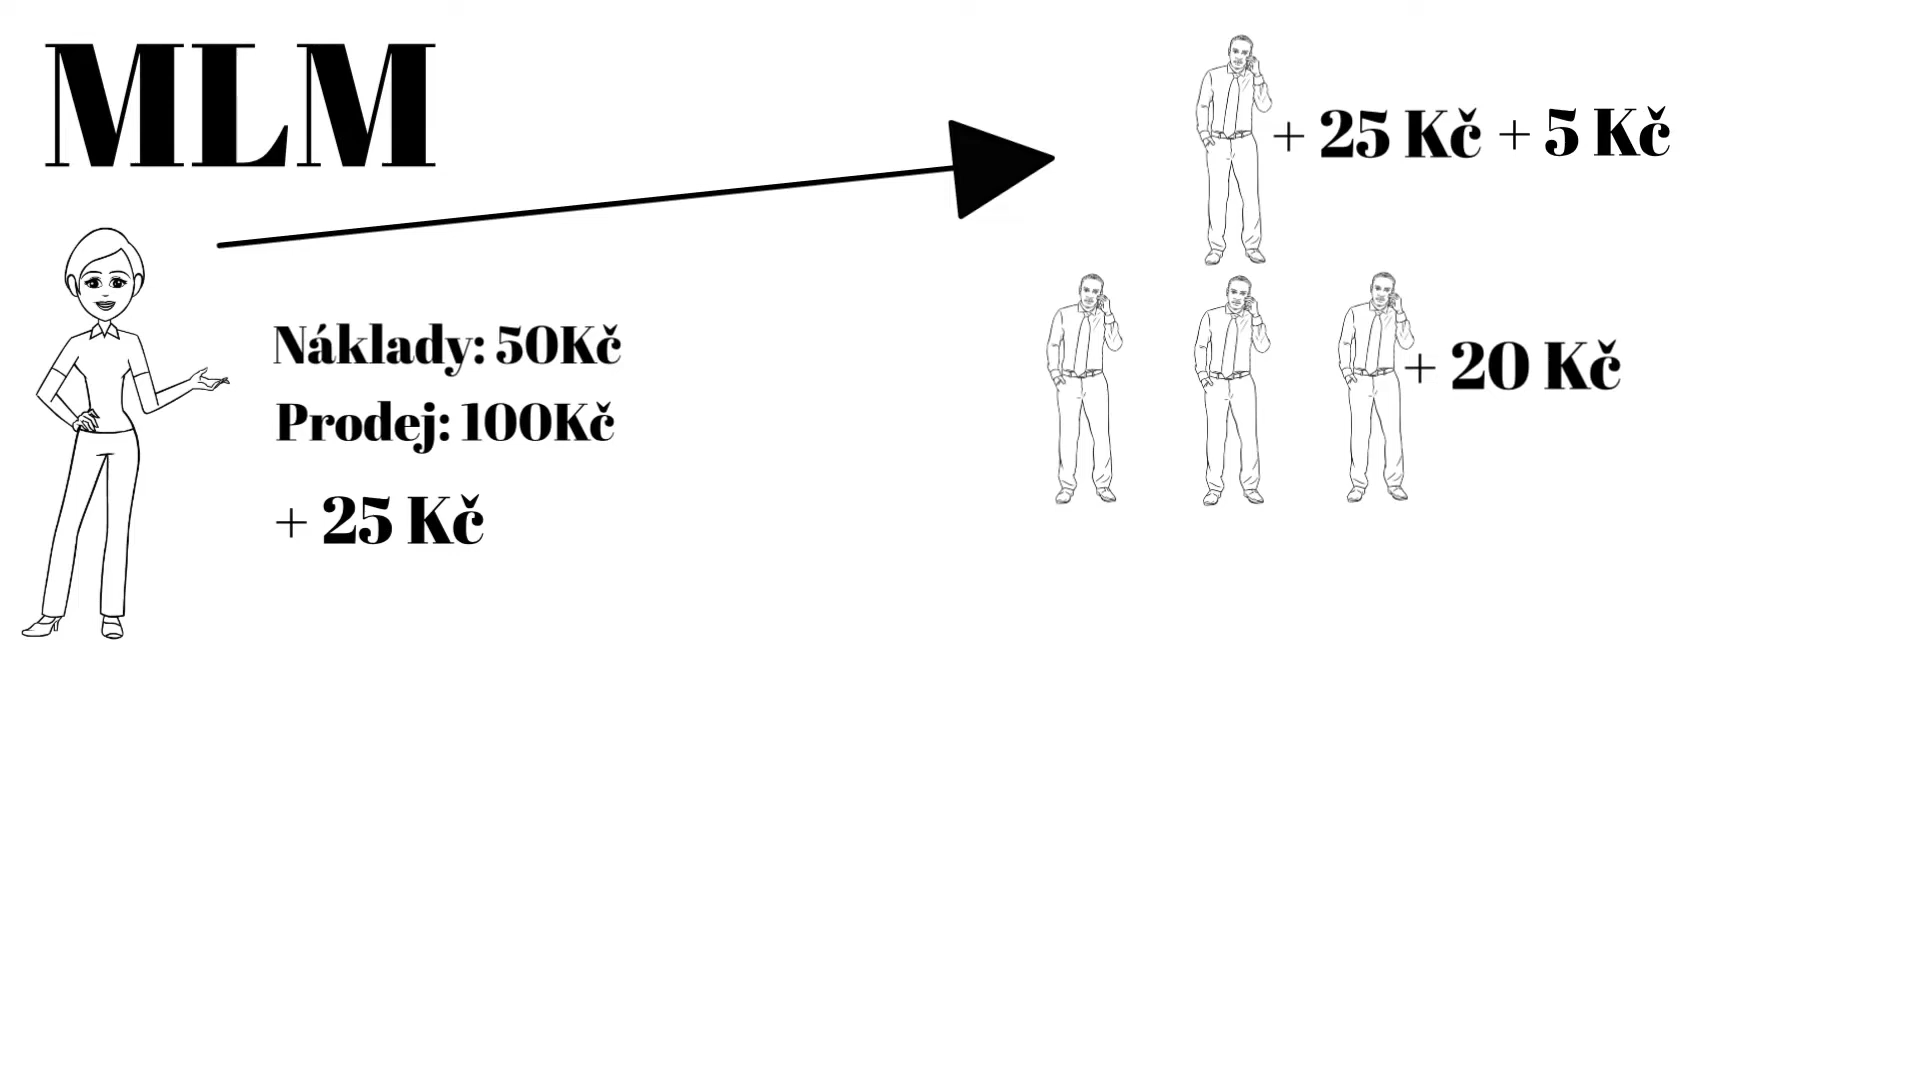 MLM
+ 25 Kč + 5 Kč
Náklady: 50Kč
Prodej: 100Kč
+ 25 Kč
+ 20 Kč